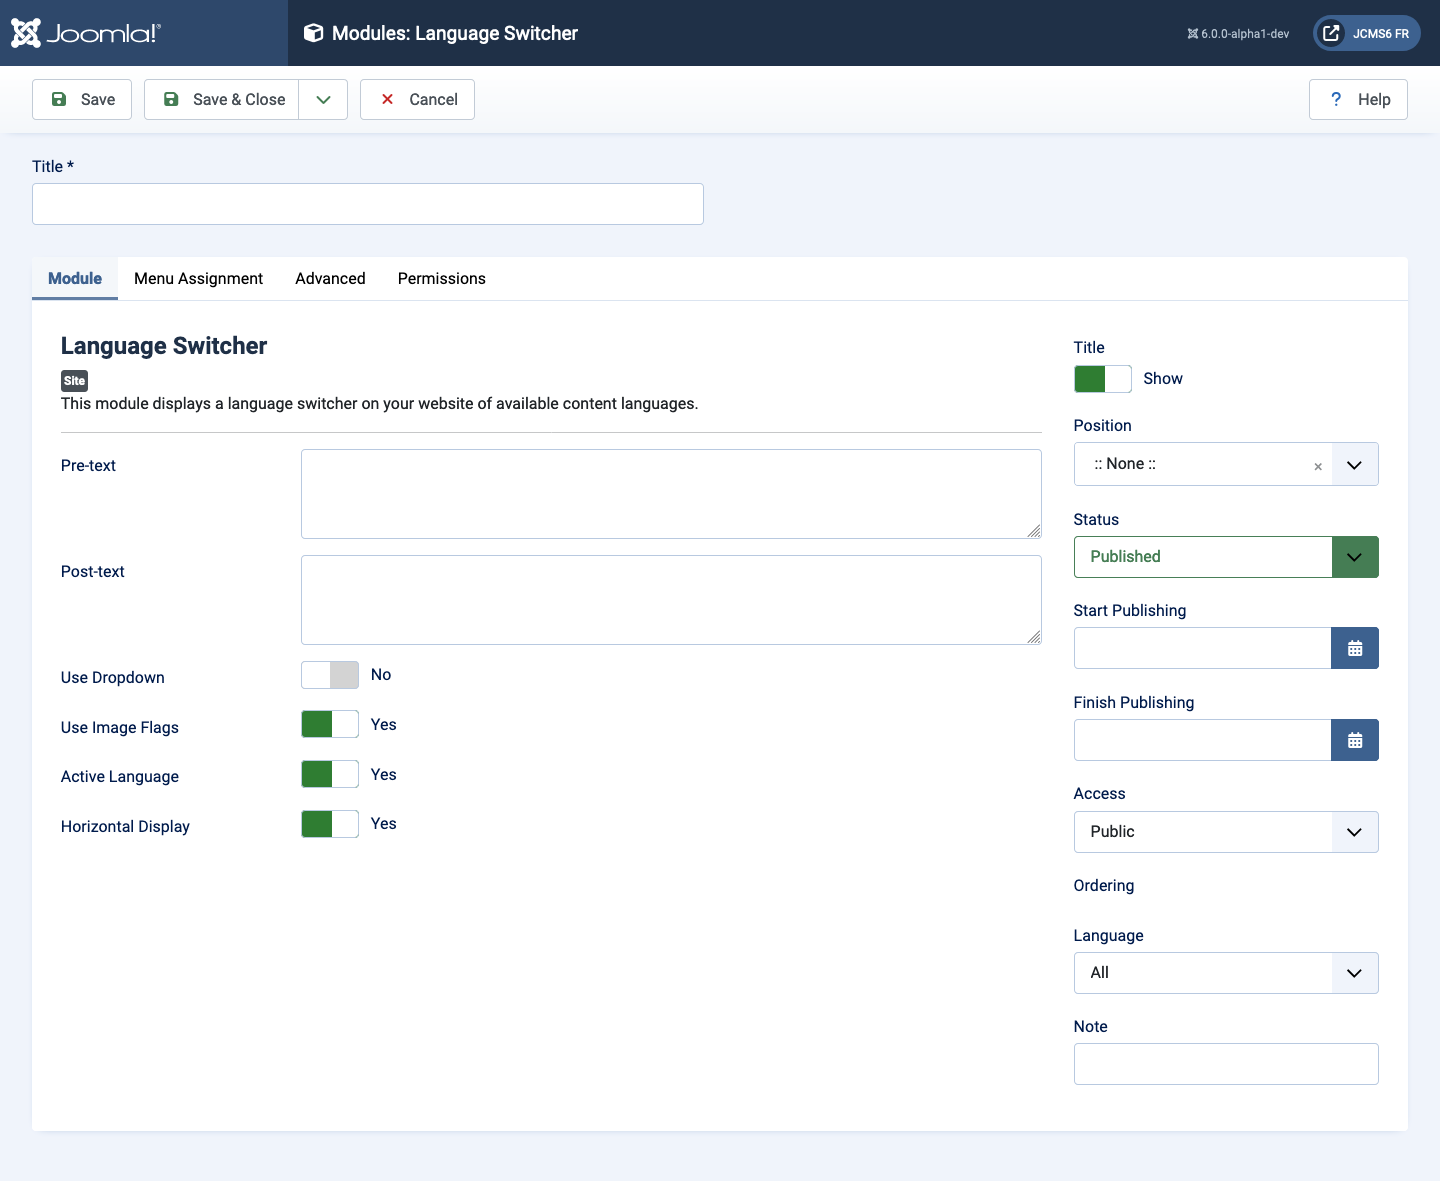 Joomla!®
Modules: Language Switcher
6.0.0-alpha1-dev
JCMS6 FR
Save
Save & Close
Cancel
? Help
Title *
Module
Menu Assignment
Advanced
Permissions
Language Switcher
Site
This module displays a language switcher on your website of available content languages.
Pre-text
Post-text
Use Dropdown
No
Use Image Flags
Yes
Active Language
Yes
Horizontal Display
Yes
Title
Show
Position
:: None ::
×
Status
Published
Start Publishing
Finish Publishing
Access
Public
Ordering
Language
All
Note